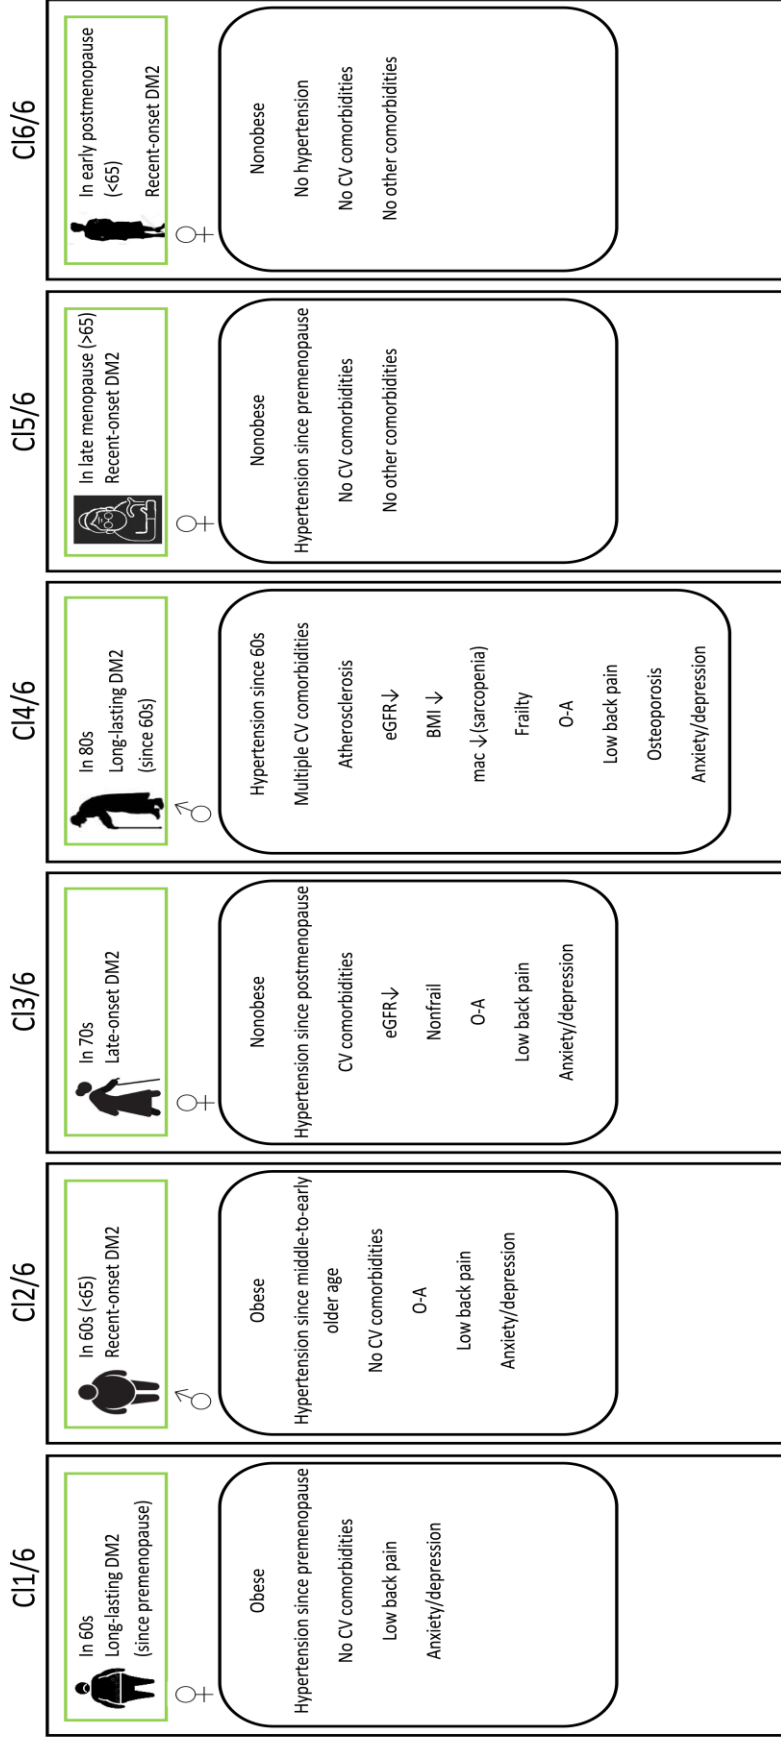 Cl1/6
In 60s
Long-lasting DM2
(since premenopause)
♀
Obese
Hypertension since premenopause
No CV comorbidities
Low back pain
Anxiety/depression
Cl2/6
In 60s (<65)
Recent-onset DM2
♂
Obese
Hypertension since middle-to-early
older age
No CV comorbidities
O-A
Low back pain
Anxiety/depression
Cl3/6
In 70s
Late-onset DM2
♀
Nonobese
Hypertension since postmenopause
CV comorbidities
eGFR↓
Nonfrail
O-A
Low back pain
Anxiety/depression
Cl4/6
In 80s
Long-lasting DM2
(since 60s)
♂
Hypertension since 60s
Multiple CV comorbidities
Atherosclerosis
eGFR↓
BMI ↓
mac ↓(sarcopenia)
Frailty
O-A
Low back pain
Osteoporosis
Anxiety/depression
Cl5/6
In late menopause (>65)
Recent-onset DM2
♀
Nonobese
Hypertension since premenopause
No CV comorbidities
No other comorbidities
Cl6/6
In early postmenopause
(<65)
Recent-onset DM2
♀
Nonobese
No hypertension
No CV comorbidities
No other comorbidities